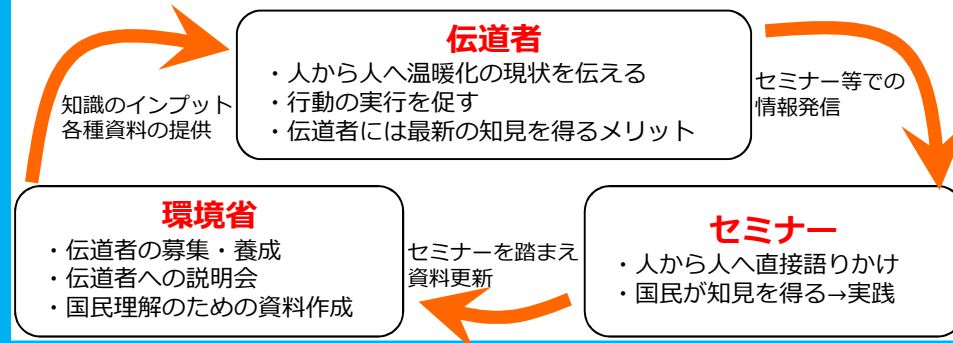 伝道者
・人から人へ温暖化の現状を伝える
・行動の実行を促す
・伝道者には最新の知見を得るメリット
知識のインプット
各種資料の提供
セミナー等での
情報発信
環境省
・伝道者の募集・養成
・伝道者への説明会
・国民理解のための資料作成
セミナーを踏まえ
資料更新
セミナー
・人から人へ直接語りかけ
・国民が知見を得る→実践